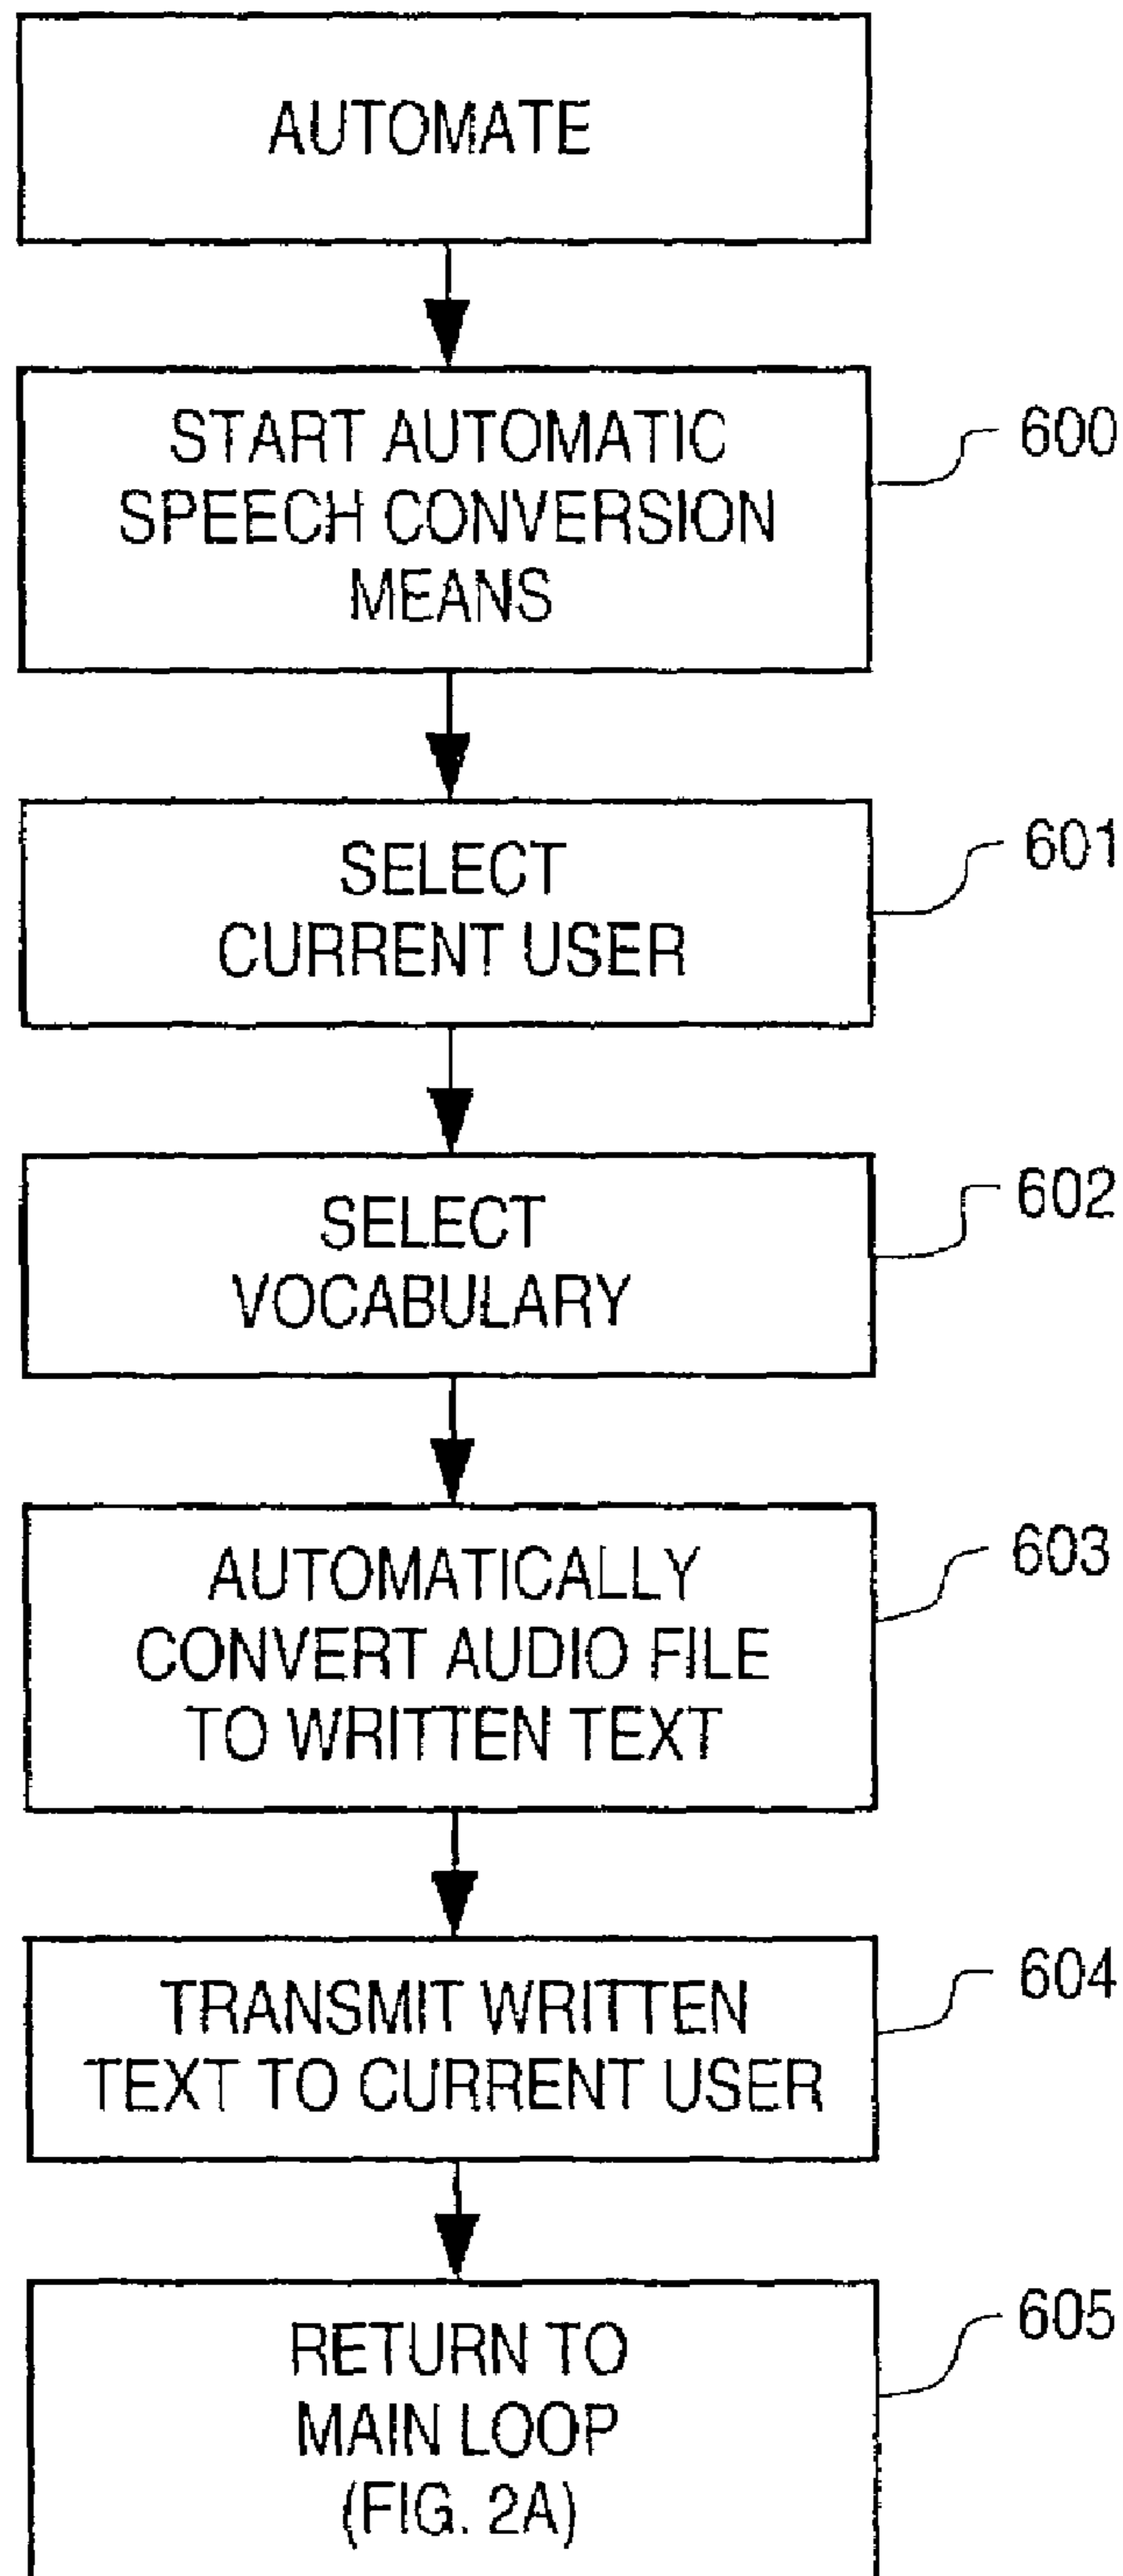 AUTOMATE
START AUTOMATIC
SPEECH CONVERSION
MEANS
600
SELECT
CURRENT USER
601
SELECT
VOCABULARY
602
AUTOMATICALLY
CONVERT AUDIO FILE
TO WRITTEN TEXT
603
TRANSMIT WRITTEN
TEXT TO CURRENT USER
604
RETURN TO
MAIN LOOP
(FIG. 2A)
605